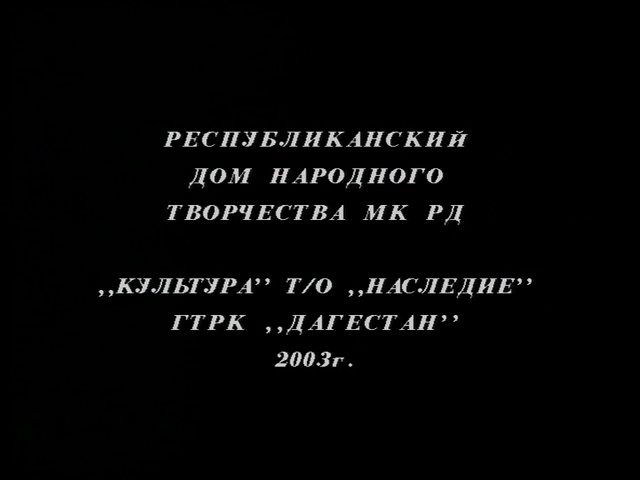 РЕСПУБЛИКАНСКИЙ
ДОМ НАРОДНОГО
ТВОРЧЕСТВА МК РД
,,КУЛЬТУРА’’ Т/О ,,НАСЛЕДИЕ’’
ГТРК ,,ДАГЕСТАН’’
2003г.